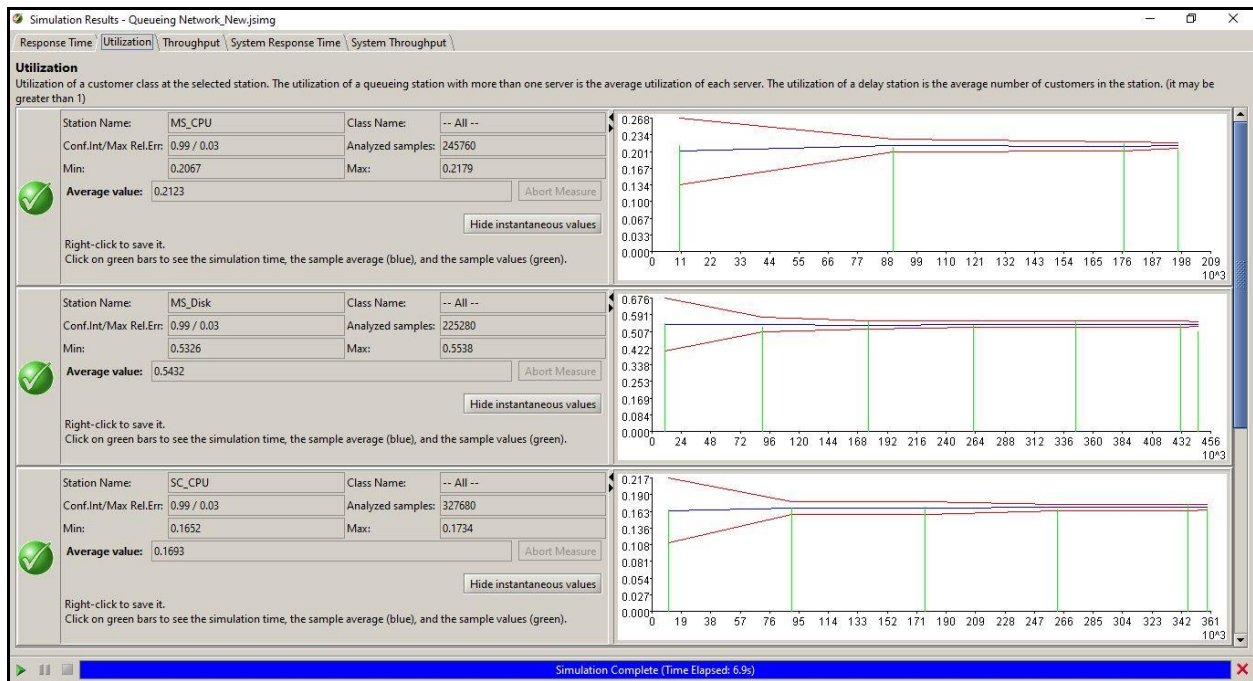 Simulation Results - Queueing Network_New.jsimg
Response Time Utilization Throughput System Response Time System Throughput
Utilization
Utilization of a customer class at the selected station. The utilization of a queueing station with more than one server is the average utilization of each server. The utilization of a delay station is the average number of customers in the station. (it may be
greater than 1)
Station Name: MS_CPU Class Name: -- All --
Conf.Int/Max Rel.Err: 0.99 / 0.03 Analyzed samples: 245760
Min: 0.2067 Max: 0.2179
Average value: 0.2123 Abort Measure
Hide instantaneous values
Right-click to save it.
Click on green bars to see the simulation time, the sample average (blue), and the sample values (green).
0.268
0.234
0.201
0.167
0.134
0.100
0.067
0.033
0.000
0 11 22 33 44 55 66 77 88 99 110 121 132 143 154 165 176 187 198 209
10^3
Station Name: MS_Disk Class Name: -- All --
Conf.Int/Max Rel.Err: 0.99 / 0.03 Analyzed samples: 225280
Min: 0.5326 Max: 0.5538
Average value: 0.5432 Abort Measure
Hide instantaneous values
Right-click to save it.
Click on green bars to see the simulation time, the sample average (blue), and the sample values (green).
0.676
0.591
0.507
0.422
0.338
0.253
0.169
0.084
0.000
0 24 48 72 96 120 144 168 192 216 240 264 288 312 336 360 384 408 432 456
10^3
Station Name: SC_CPU Class Name: -- All --
Conf.Int/Max Rel.Err: 0.99 / 0.03 Analyzed samples: 327680
Min: 0.1652 Max: 0.1734
Average value: 0.1693 Abort Measure
Hide instantaneous values
Right-click to save it.
Click on green bars to see the simulation time, the sample average (blue), and the sample values (green).
0.217
0.190
0.163
0.136
0.108
0.081
0.054
0.027
0.000
0 19 38 57 76 95 114 133 152 171 190 209 228 247 266 285 304 323 342 361
10^3
Simulation Complete (Time Elapsed: 6.9s)